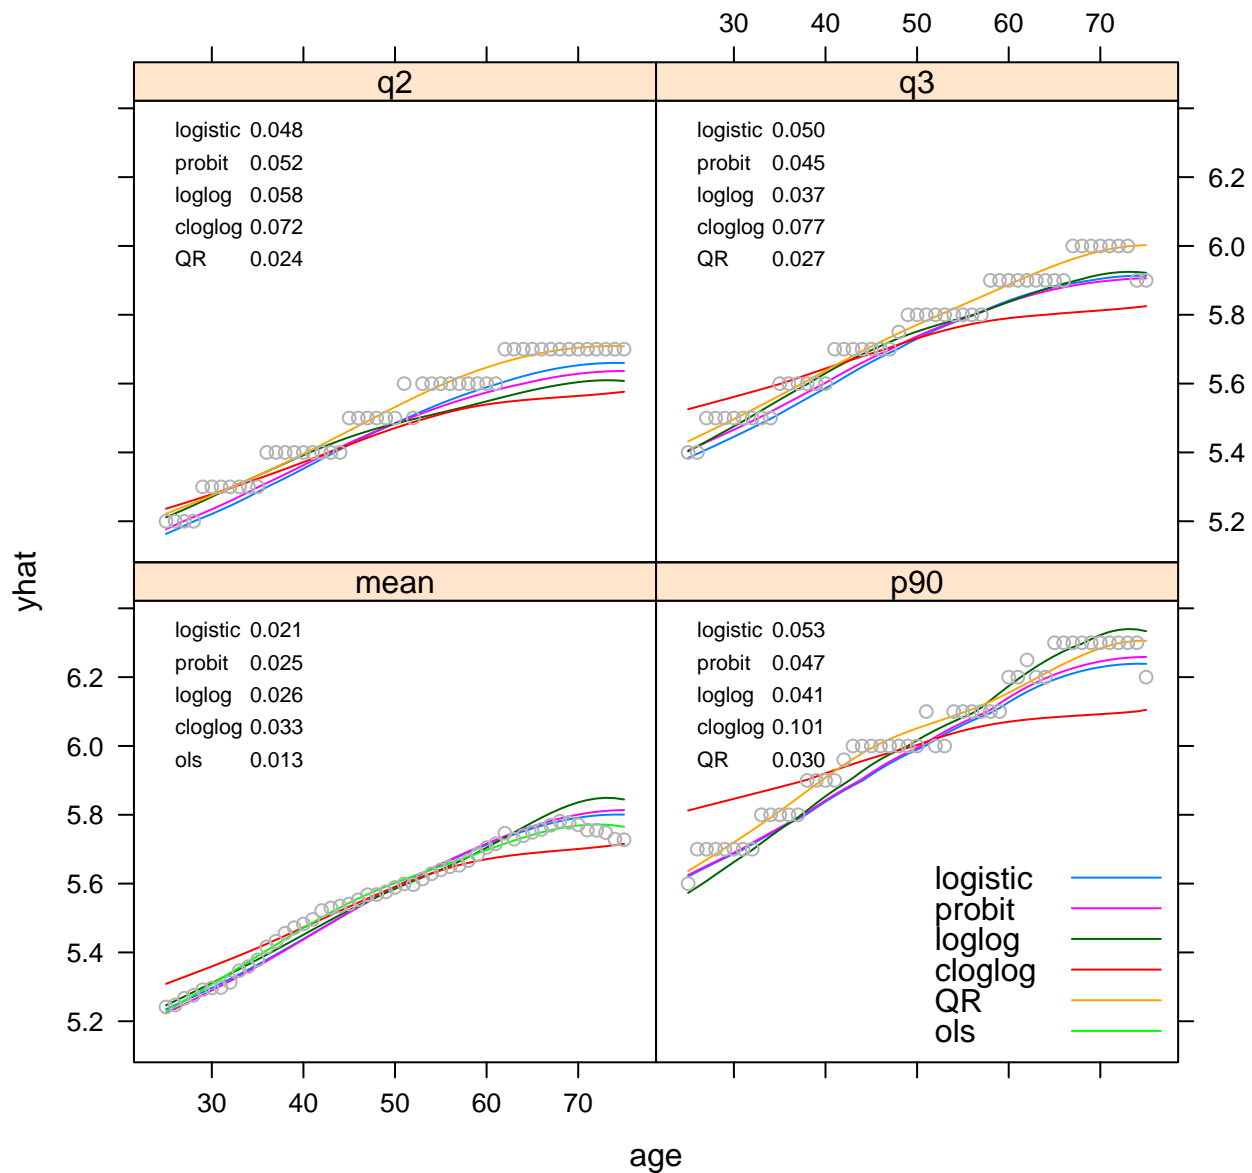 30 40 50 60 70
q2 q3
logistic 0.048
probit 0.052
loglog 0.058
cloglog 0.072
QR 0.024
logistic 0.050
probit 0.045
loglog 0.037
cloglog 0.077
QR 0.027
6.2
6.0
5.8
5.6
5.4
5.2
yhat
mean p90
logistic 0.021
probit 0.025
loglog 0.026
cloglog 0.033
ols 0.013
logistic 0.053
probit 0.047
loglog 0.041
cloglog 0.101
QR 0.030
6.2
6.0
5.8
5.6
5.4
5.2
logistic
probit
loglog
cloglog
QR
ols
30 40 50 60 70
age